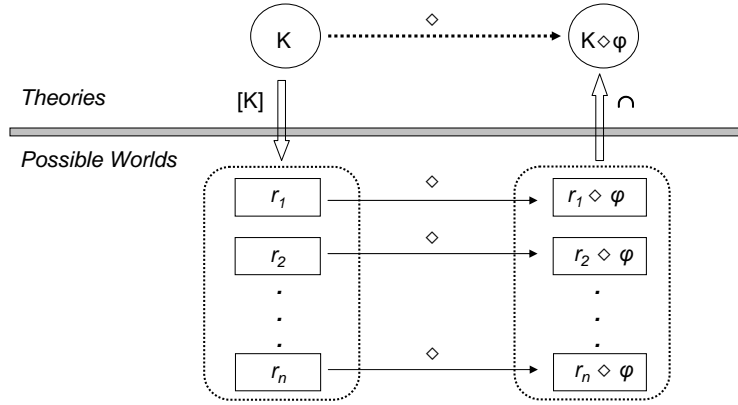 ◇
K
K◇φ
Theories
[K]
∩
Possible Worlds
r1 ◇ r1 ◇ φ
r2 ◇ r2 ◇ φ
. .
. .
. .
rn ◇ rn ◇ φ